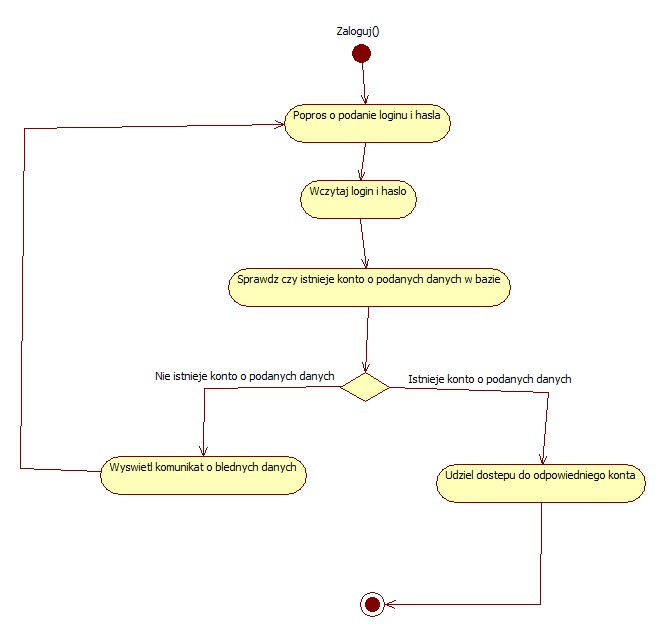 Zaloguj()
Popros o podanie loginu i hasla
Wczytaj login i haslo
Sprawdz czy istnieje konto o podanych danych w bazie
Nie istnieje konto o podanych danych
Istnieje konto o podanych danych
Wyswietl komunikat o blednych danych
Udziel dostepu do odpowiedniego konta